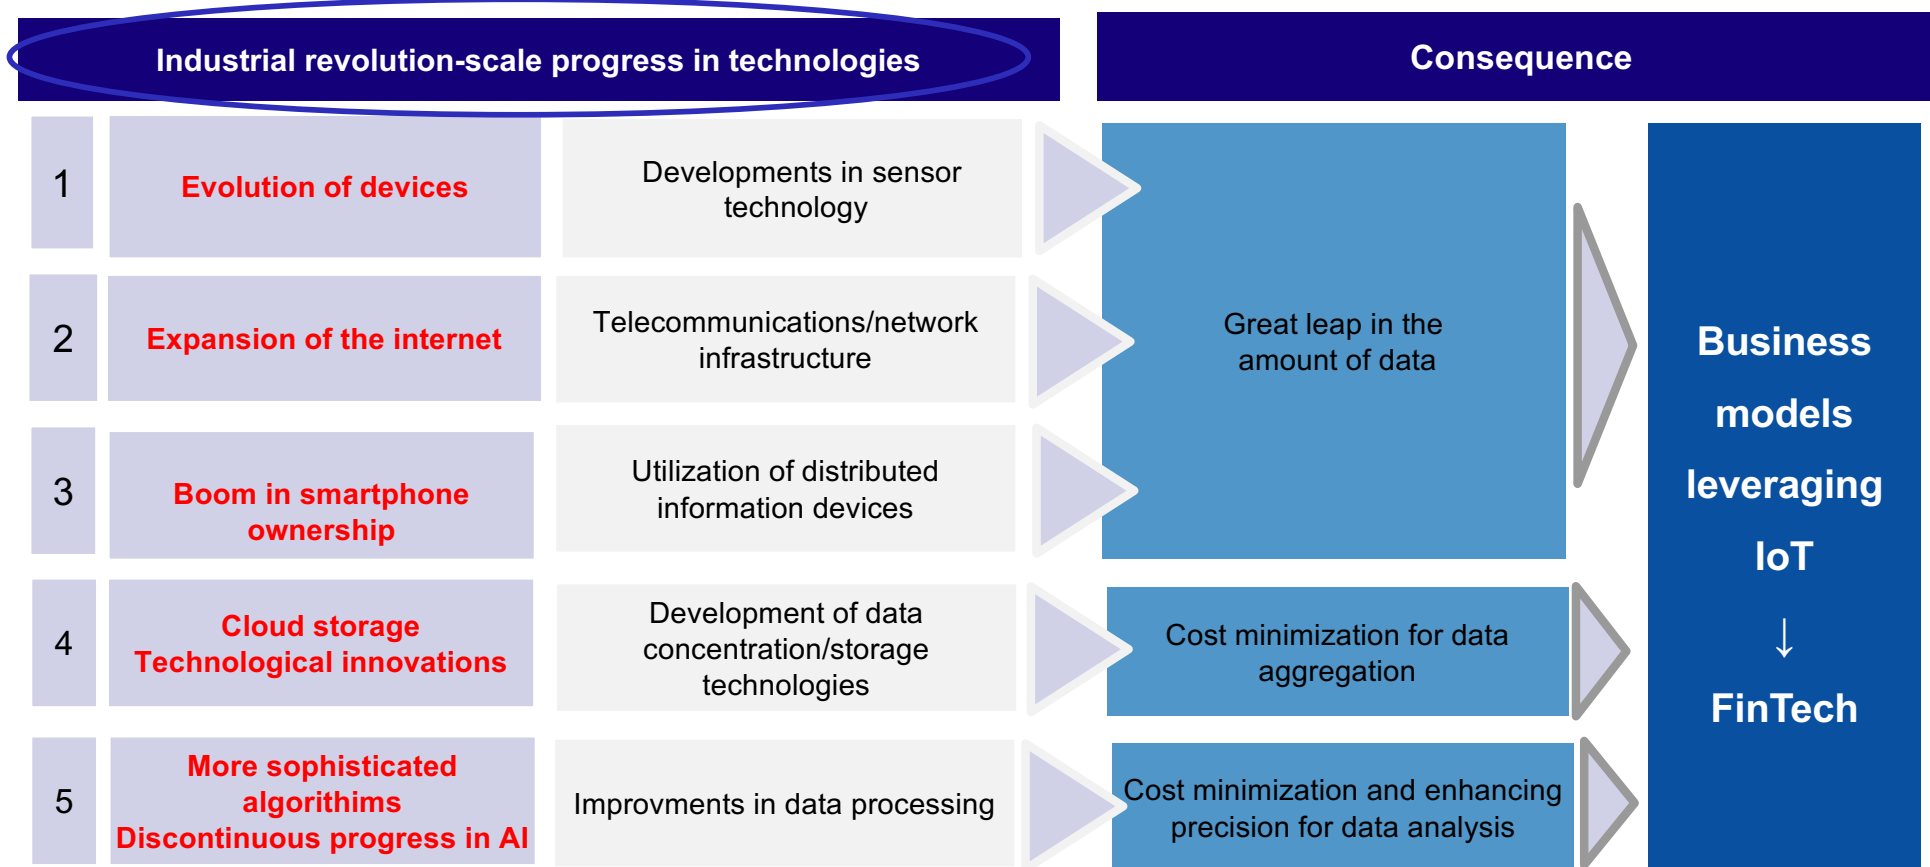 Industrial revolution-scale progress in technologies
Consequence
1
Evolution of devices
Developments in sensor
technology
2
Expansion of the internet
Telecommunications/network
infrastructure
3
Boom in smartphone
ownership
Utilization of distributed
information devices
Great leap in the
amount of data
4
Cloud storage
Technological innovations
Development of data
concentration/storage
technologies
Cost minimization for data
aggregation
5
More sophisticated
algorithims
Discontinuous progress in AI
Improvments in data processing
Cost minimization and enhancing
precision for data analysis
Business
models
leveraging
IoT
↓
FinTech